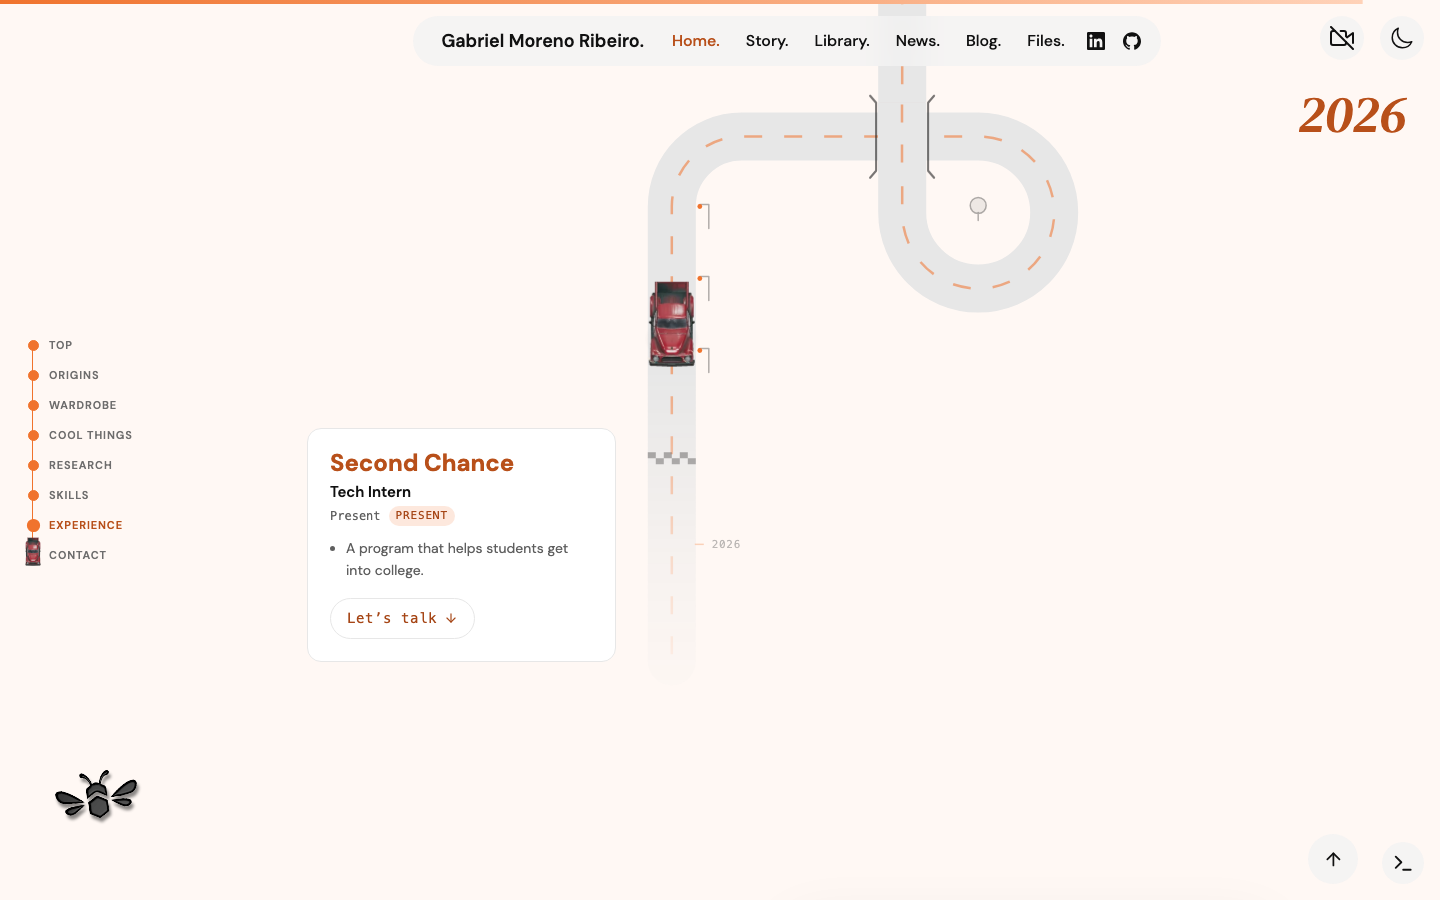 Gabriel Moreno Ribeiro. Home. Story. Library. News. Blog. Files.
2026
TOP
ORIGINS
WARDROBE
COOL THINGS
RESEARCH
SKILLS
EXPERIENCE
CONTACT
Second Chance
Tech Intern
Present PRESENT
• A program that helps students get
into college.
Let’s talk ↓
2026